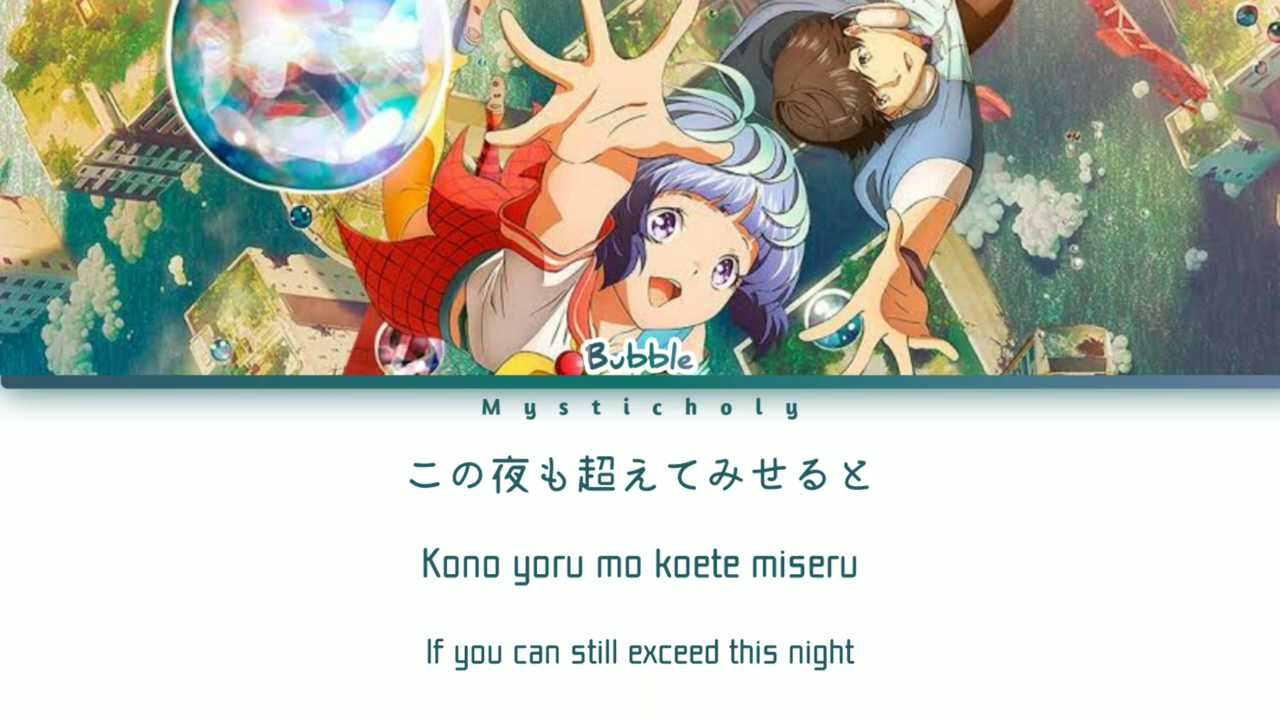 Bubble
Mysticholy
この夜も超えてみせると
Kono yoru mo koete miseru
If you can still exceed this night